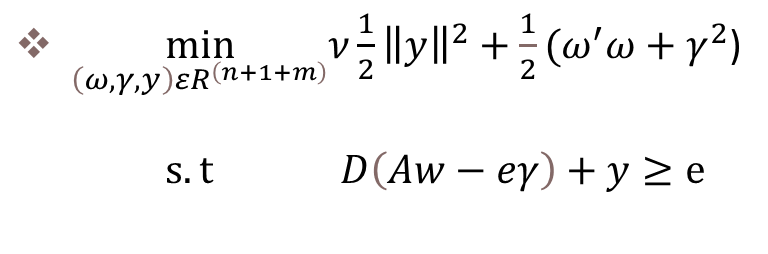 ❖ min ν 1/2 ‖y‖² + 1/2 (ω′ω + γ²)
(ω,γ,y)εR⁽ⁿ⁺¹⁺ᵐ⁾
s.t D(Aw − eγ) + y ≥ e